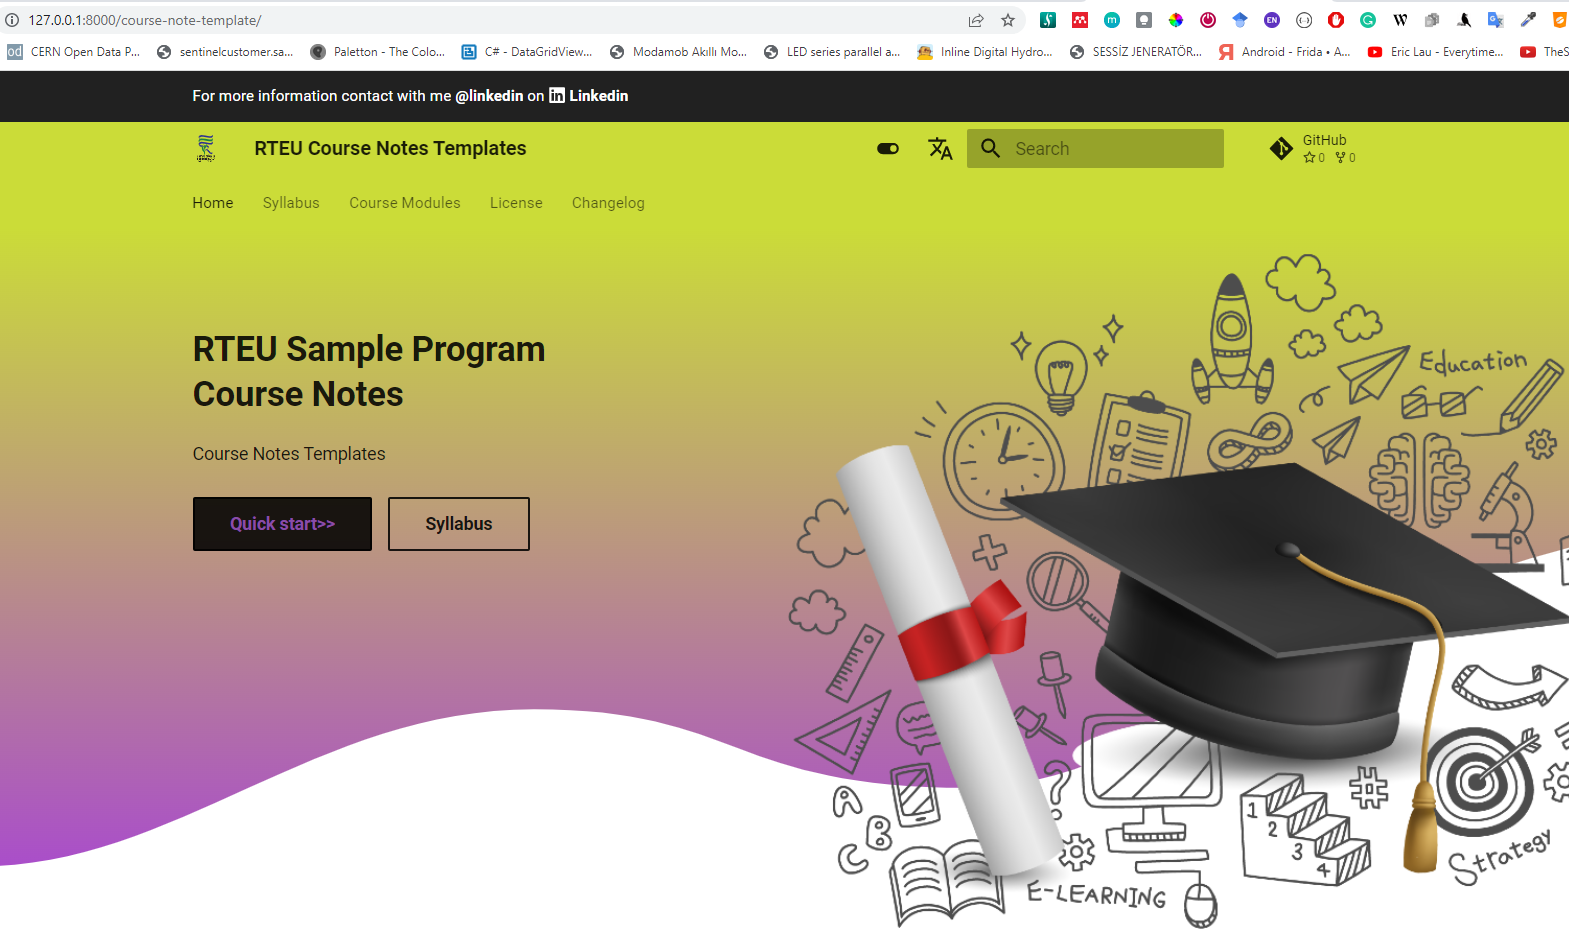 127.0.0.1:8000/course-note-template/
CERN Open Data P... sentinelcustomer.sa... Paletton - The Colo... C# - DataGridView... Modamob Akıllı Mo... LED series parallel a... Inline Digital Hydro... SESSİZ JENERATÖR... Android - Frida • A... Eric Lau - Everytime... TheS
For more information contact with me @linkedin on Linkedin
RTEU Course Notes Templates
Search
GitHub
0 0
Home Syllabus Course Modules License Changelog
RTEU Sample Program
Course Notes
Course Notes Templates
Quick start>> Syllabus
Education
A
B
C
?
#
1
2
3
4
E-LEARNING
Strategy